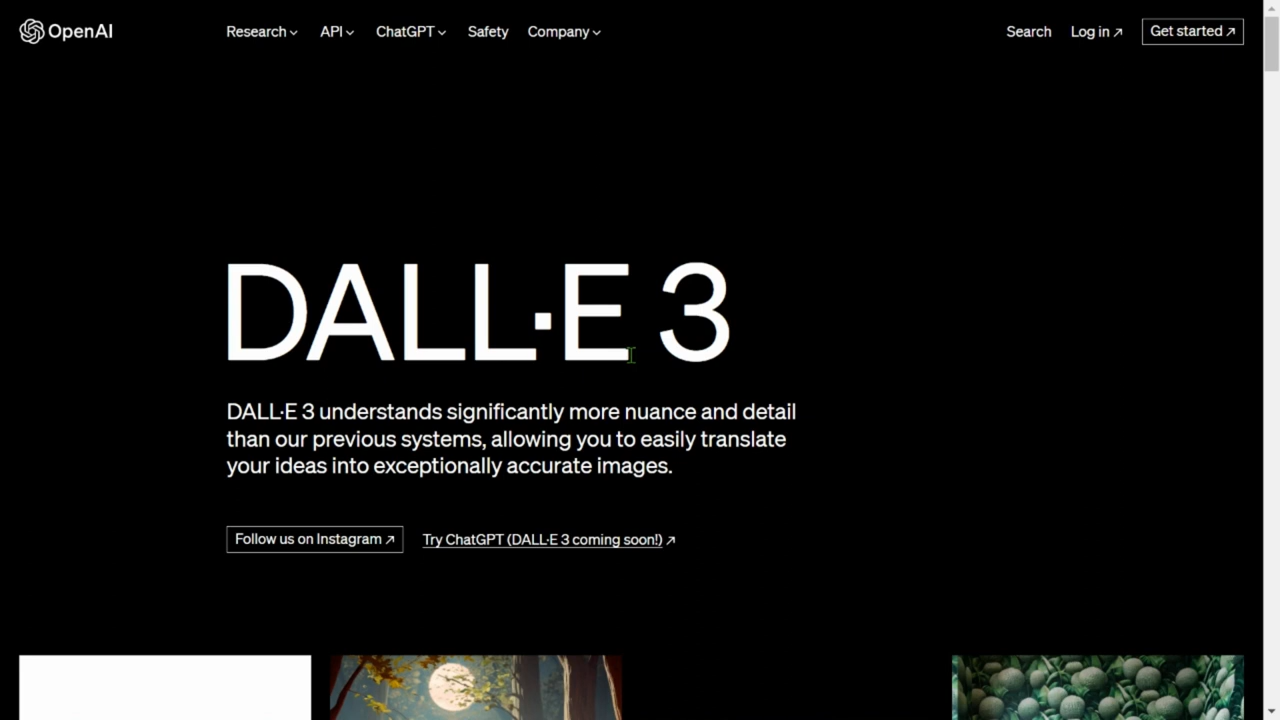 OpenAI
Research
API
ChatGPT
Safety
Company
Search
Log in ↗
Get started ↗
DALL·E 3
DALL·E 3 understands significantly more nuance and detail
than our previous systems, allowing you to easily translate
your ideas into exceptionally accurate images.
Follow us on Instagram ↗
Try ChatGPT (DALL·E 3 coming soon!) ↗